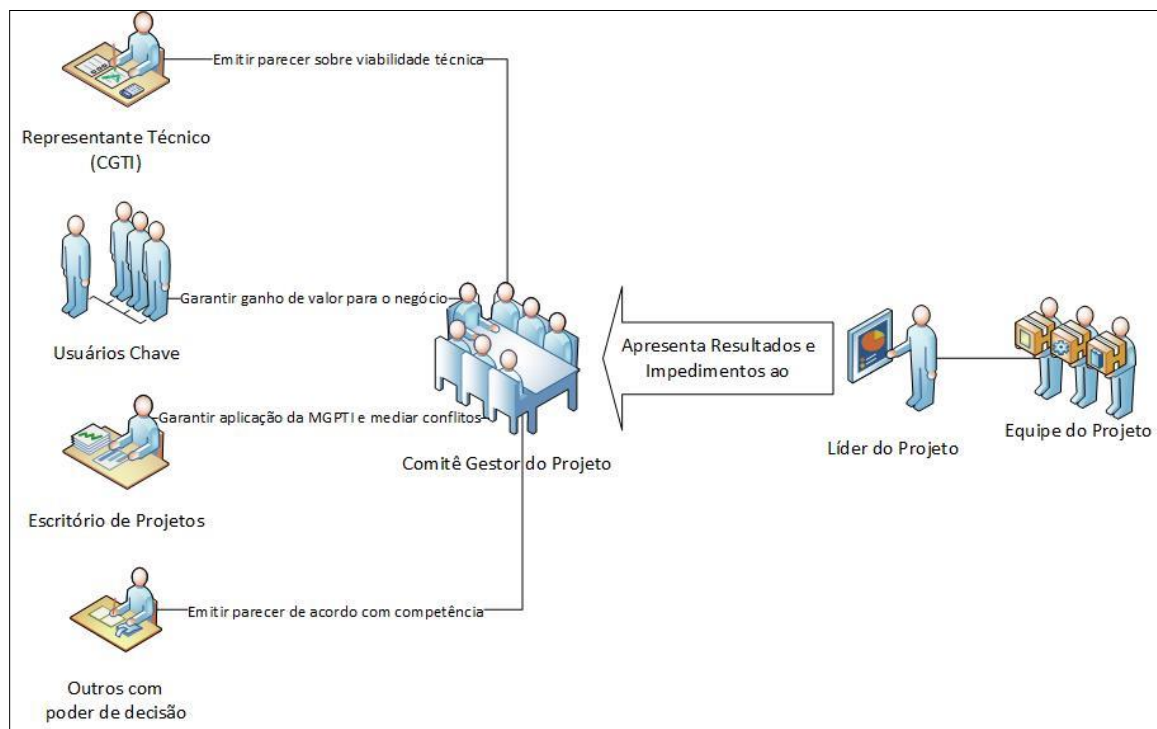 Emitir parecer sobre viabilidade técnica
Representante Técnico
(CGTI)
Garantir ganho de valor para o negócio
Usuários Chave
Garantir aplicação da MGPTI e mediar conflitos
Escritório de Projetos
Emitir parecer de acordo com competência
Outros com
poder de decisão
Comitê Gestor do Projeto
Apresenta Resultados e
Impedimentos ao
Líder do Projeto
Equipe do Projeto